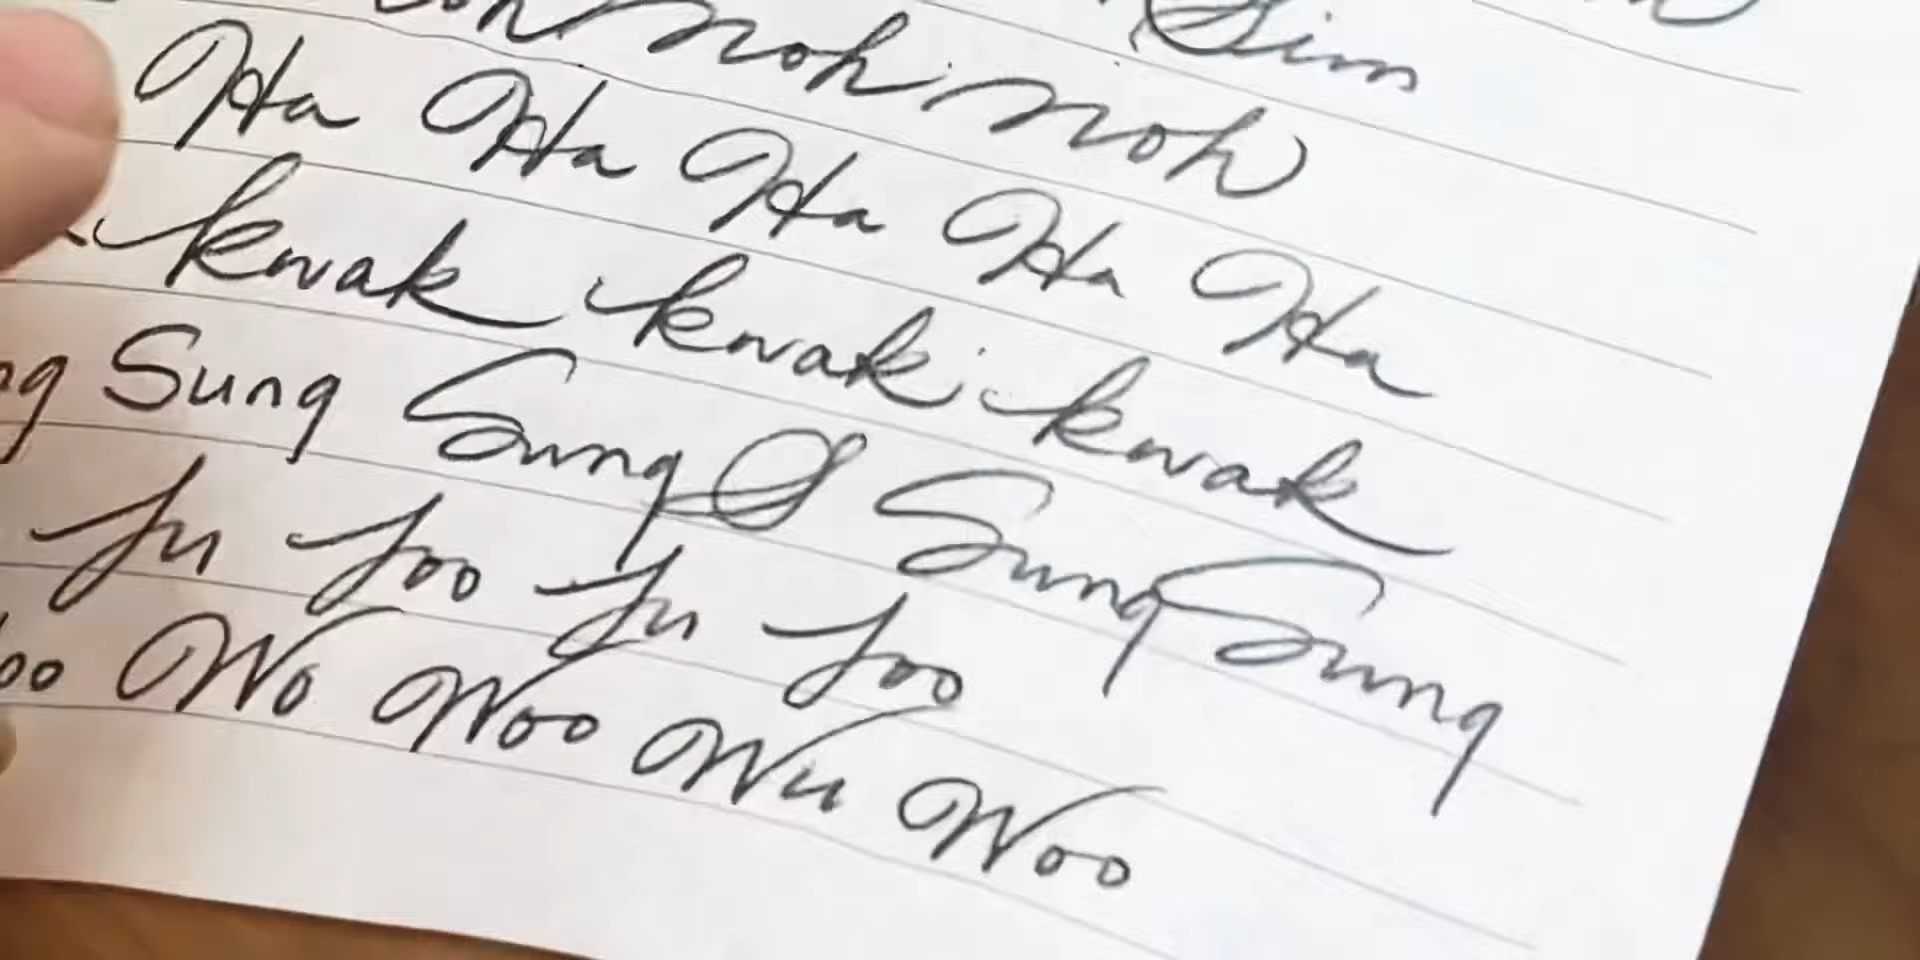 Sim
noh noh
Ha Ha Ha Ha Ha
kwak kwak kwak
Sung Sung S Sung Sung
Ju Joo Ju Joo
Wo Woo Wu Woo